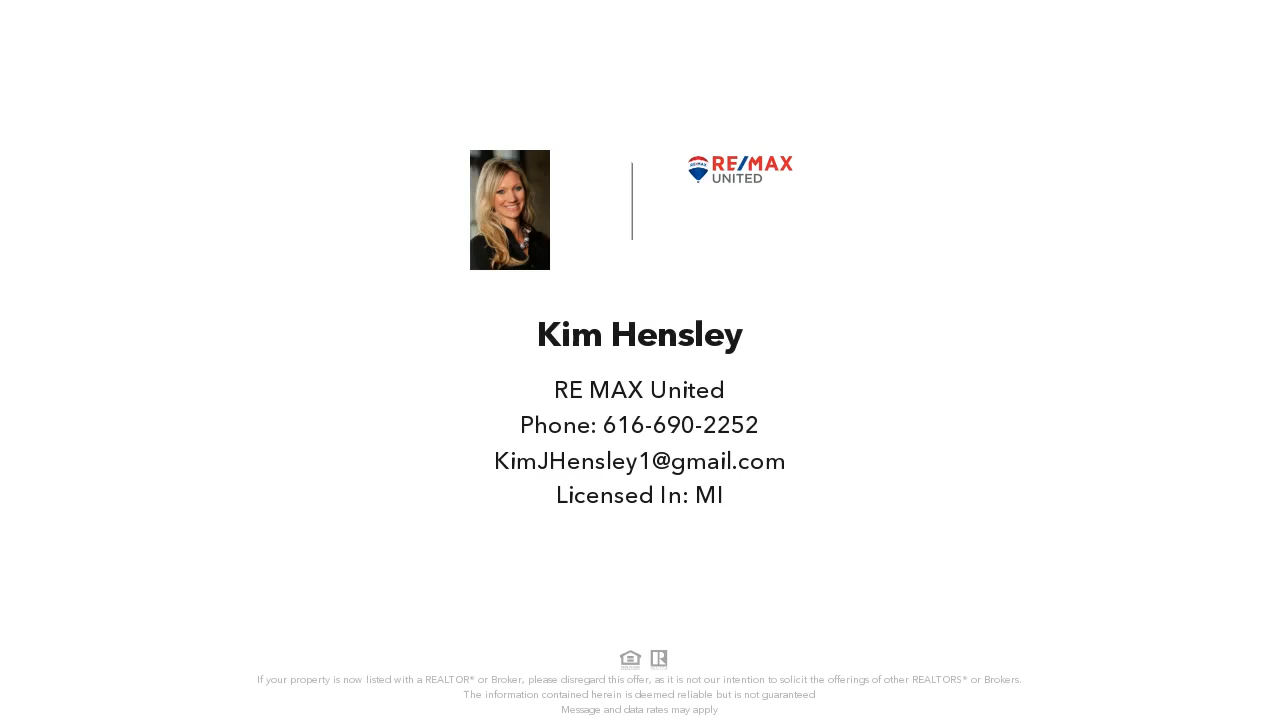 RE/MAX
UNITED
Kim Hensley
RE MAX United
Phone: 616-690-2252
KimJHensley1@gmail.com
Licensed In: MI
If your property is now listed with a REALTOR® or Broker, please disregard this offer, as it is not our intention to solicit the offerings of other REALTORS® or Brokers.
The information contained herein is deemed reliable but is not guaranteed
Message and data rates may apply